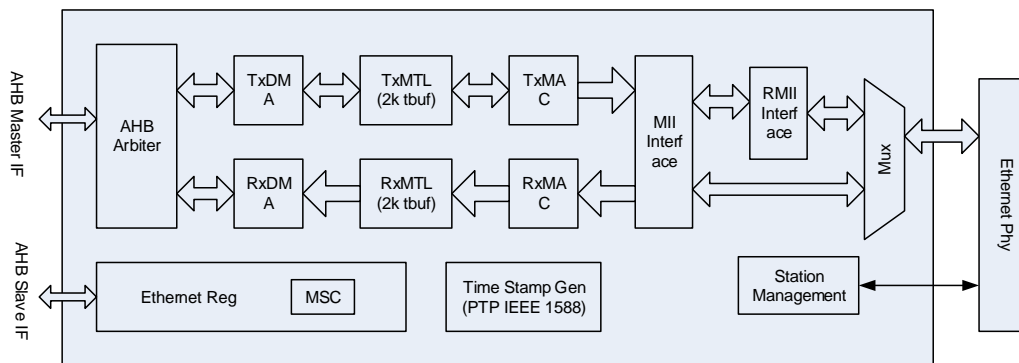 AHB Master IF
AHB Slave IF
AHB
Arbiter
TxDM
A
TxMTL
(2k tbuf)
TxMA
C
MII
Interf
ace
RMII
Interf
ace
Mux
RxDM
A
RxMTL
(2k tbuf)
RxMA
C
Ethernet Reg
MSC
Time Stamp Gen
(PTP IEEE 1588)
Station
Management
Ethernet Phy